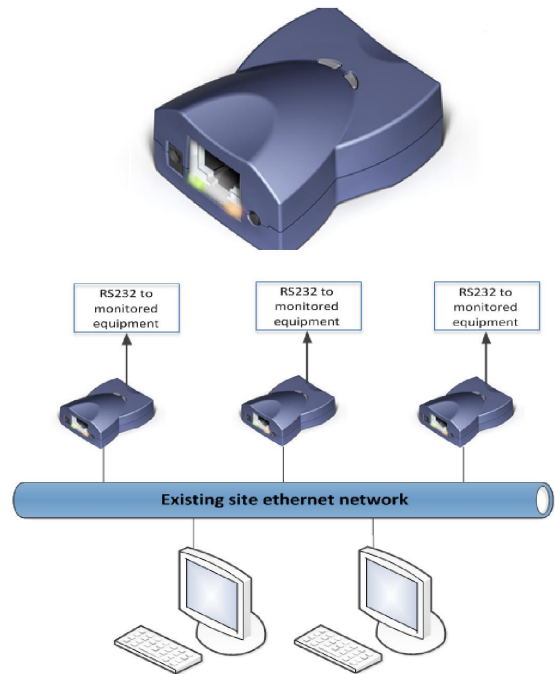 RS232 to
monitored
equipment
RS232 to
monitored
equipment
RS232 to
monitored
equipment
Existing site ethernet network